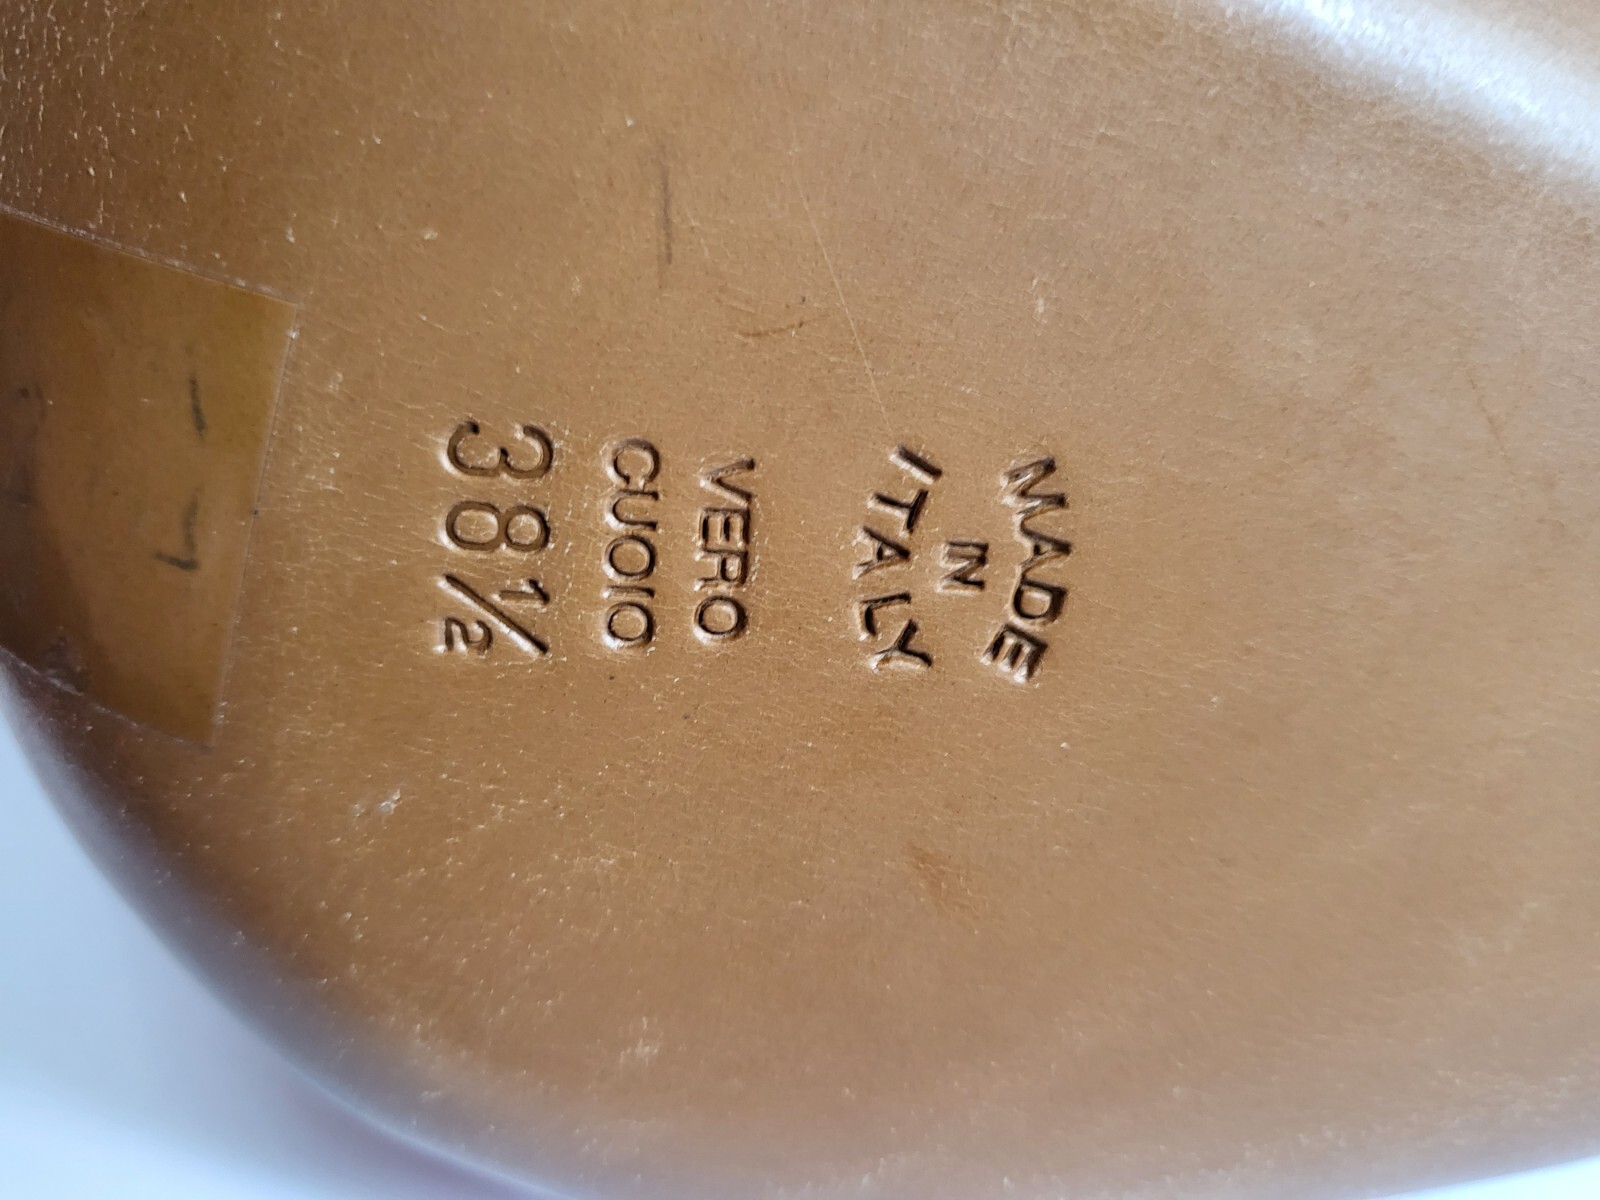 MADE
IN
ITALY
VERO
CUOIO
38½